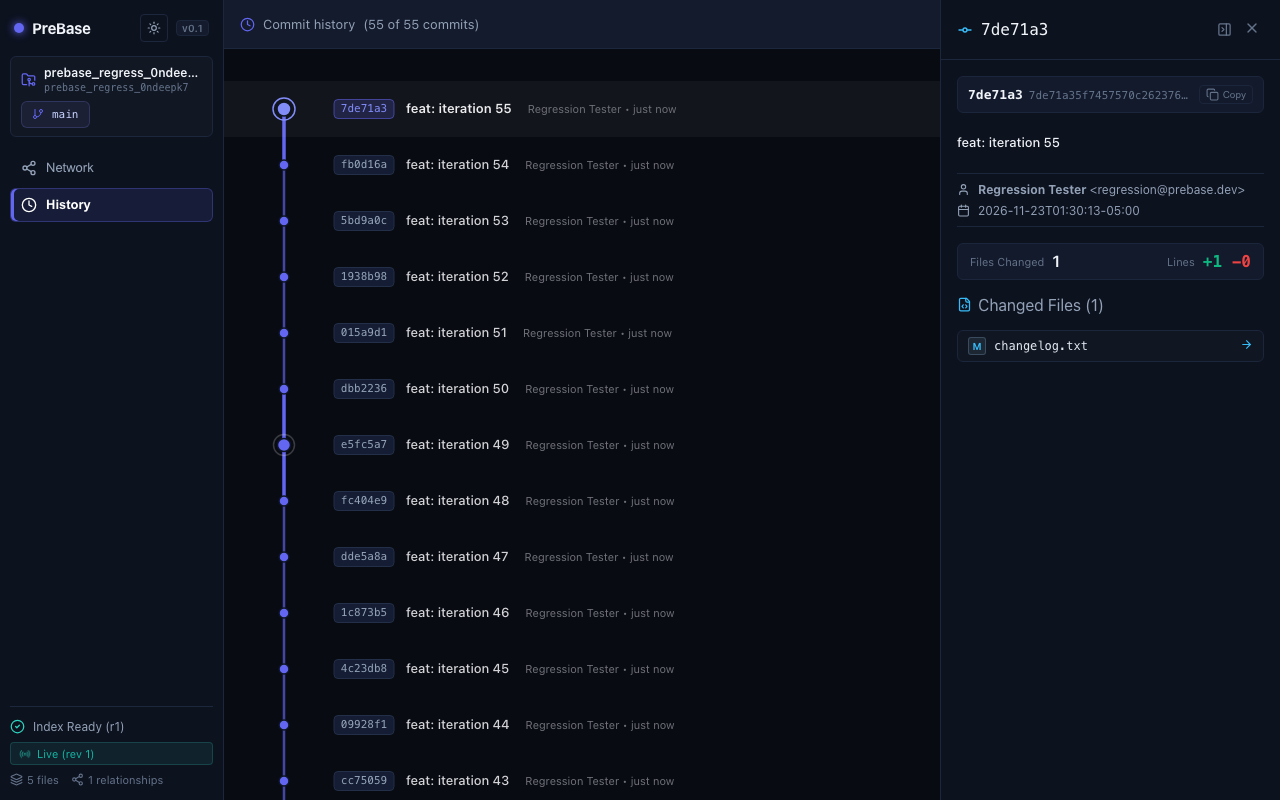 PreBase
v0.1
prebase_regress_0ndee...
prebase_regress_0ndeepk7
main
Network
History
Index Ready (r1)
Live (rev 1)
5 files 1 relationships
Commit history (55 of 55 commits)
7de71a3 feat: iteration 55 Regression Tester • just now
fb0d16a feat: iteration 54 Regression Tester • just now
5bd9a0c feat: iteration 53 Regression Tester • just now
1938b98 feat: iteration 52 Regression Tester • just now
015a9d1 feat: iteration 51 Regression Tester • just now
dbb2236 feat: iteration 50 Regression Tester • just now
e5fc5a7 feat: iteration 49 Regression Tester • just now
fc404e9 feat: iteration 48 Regression Tester • just now
dde5a8a feat: iteration 47 Regression Tester • just now
1c873b5 feat: iteration 46 Regression Tester • just now
4c23db8 feat: iteration 45 Regression Tester • just now
09928f1 feat: iteration 44 Regression Tester • just now
cc75059 feat: iteration 43 Regression Tester • just now
7de71a3
7de71a3 7de71a35f7457570c262376… Copy
feat: iteration 55
Regression Tester <regression@prebase.dev>
2026-11-23T01:30:13-05:00
Files Changed 1 Lines +1 −0
Changed Files (1)
M changelog.txt